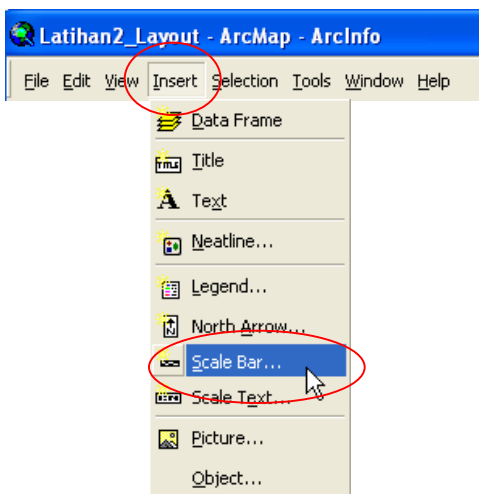 Latihan2_Layout - ArcMap - ArcInfo
File Edit View Insert Selection Tools Window Help
Data Frame
TITLE Title
A Text
Neatline...
Legend...
N North Arrow...
Scale Bar...
Scale Text...
Picture...
Object...